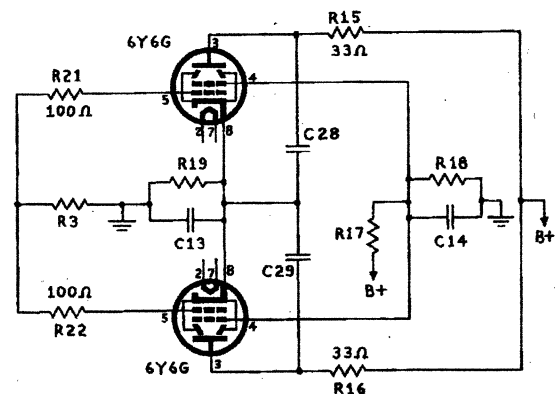 R15
3
33Ω
6Y6G
R21
4
5
100Ω
2 7 8
C28
R19
R18
R3
C13
R17
C14
B+
2 7 8
C29
B+
100Ω
5
4
R22
33Ω
6Y6G
3
R16